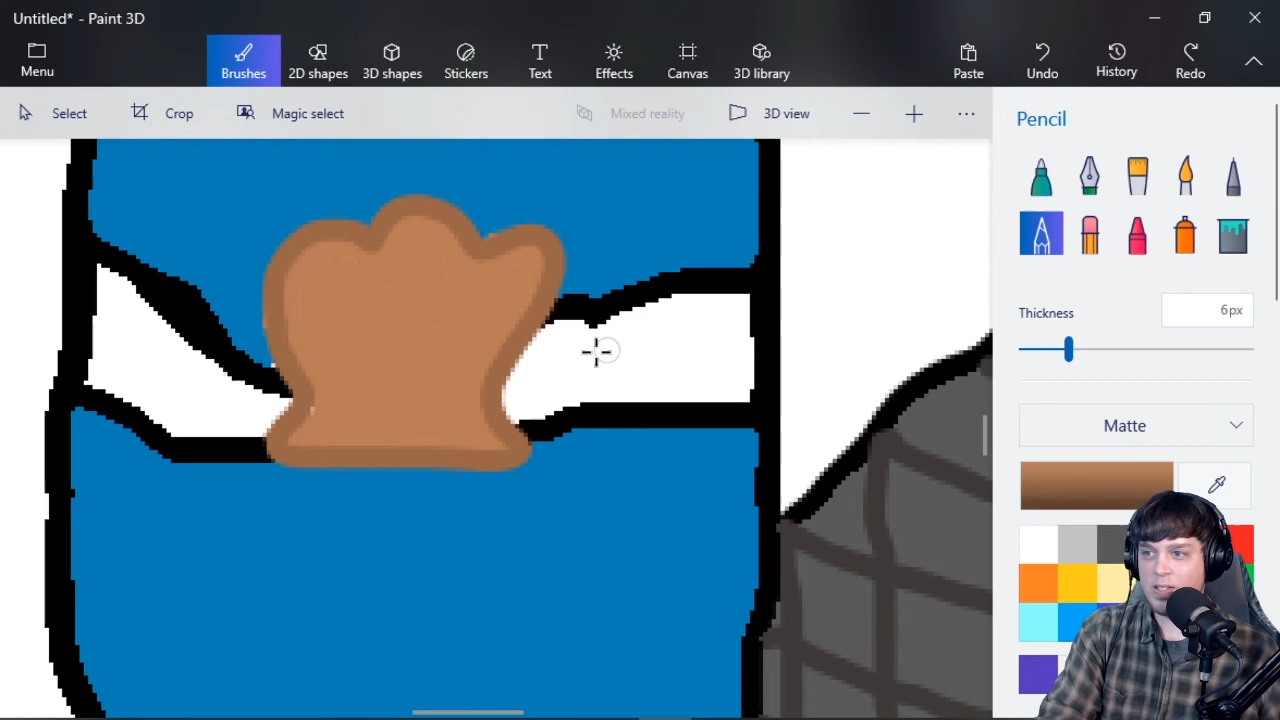 Untitled* - Paint 3D
Menu
Brushes
2D shapes
3D shapes
Stickers
Text
Effects
Canvas
3D library
Paste
Undo
History
Redo
Select
Crop
Magic select
Mixed reality
3D view
Pencil
Thickness
6px
Matte